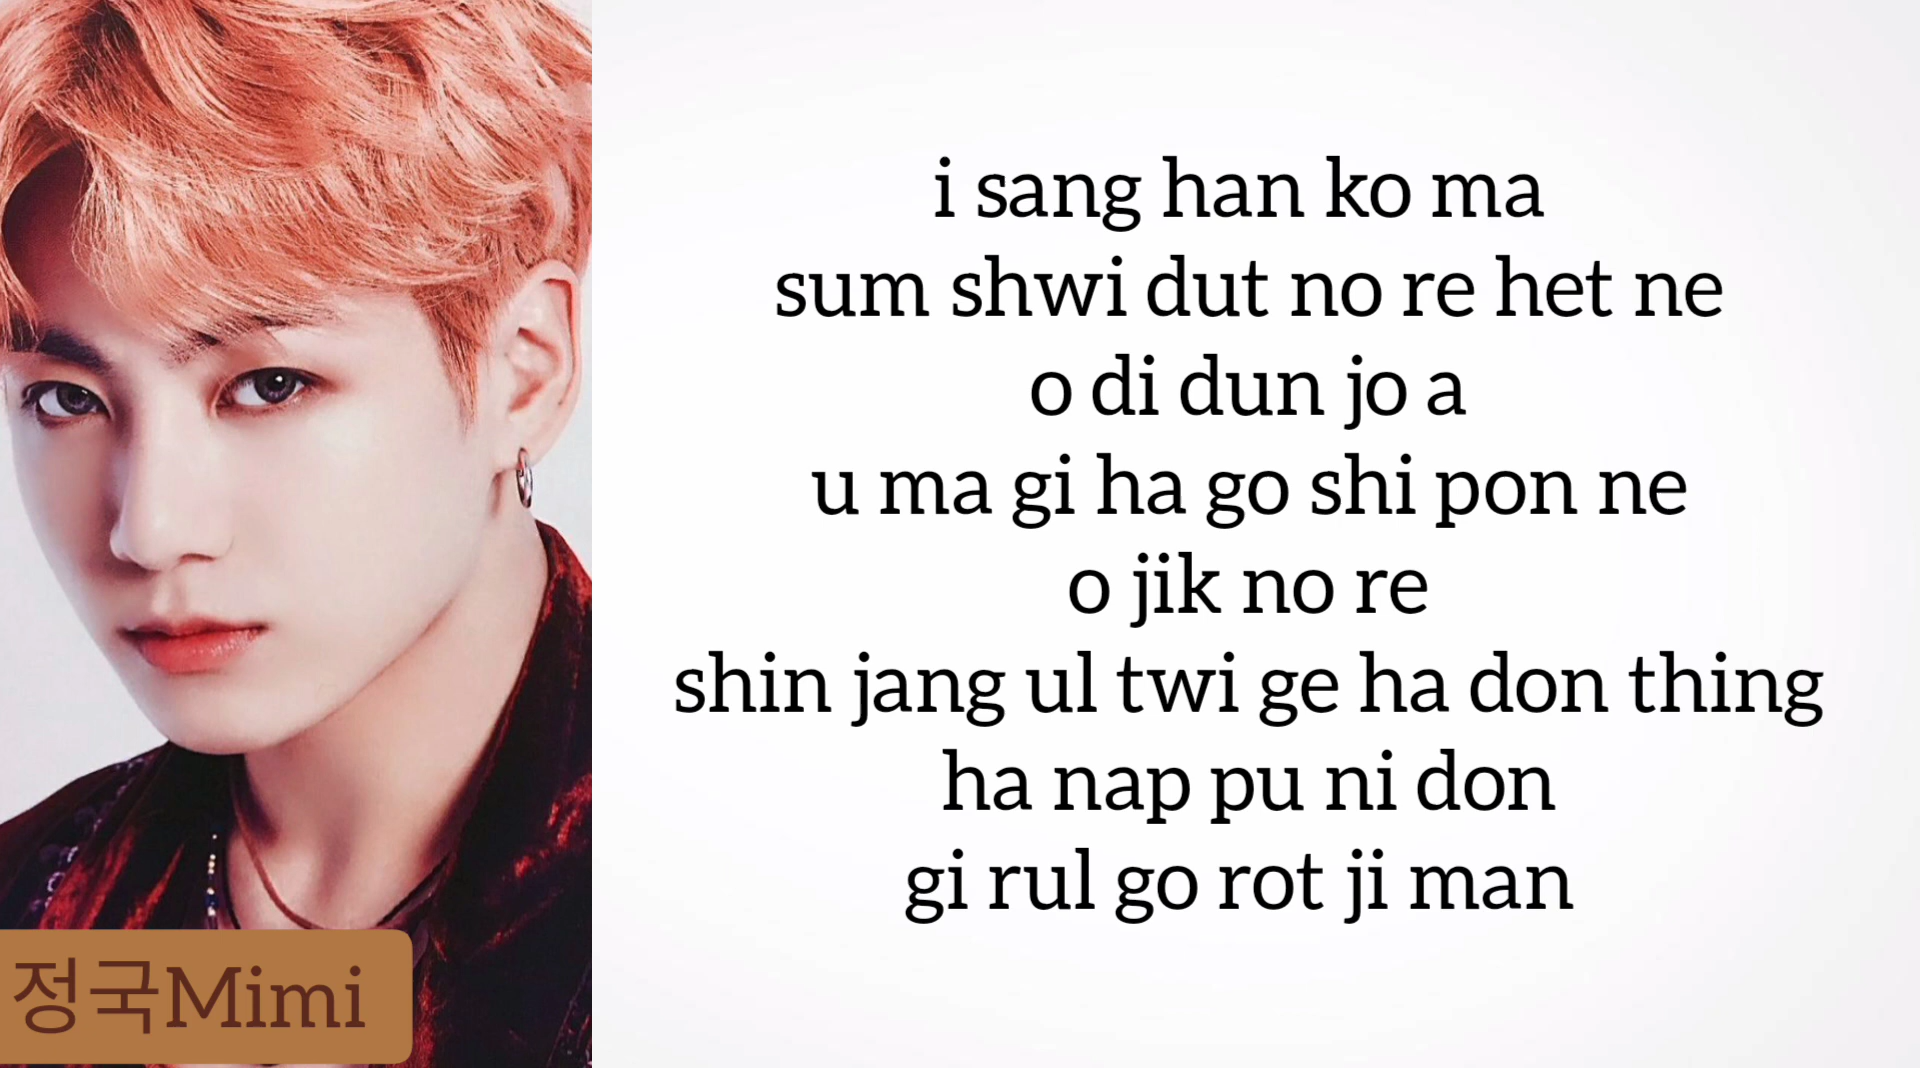 i sang han ko ma
sum shwi dut no re het ne
o di dun jo a
u ma gi ha go shi pon ne
o jik no re
shin jang ul twi ge ha don thing
ha nap pu ni don
gi rul go rot ji man
정국Mimi